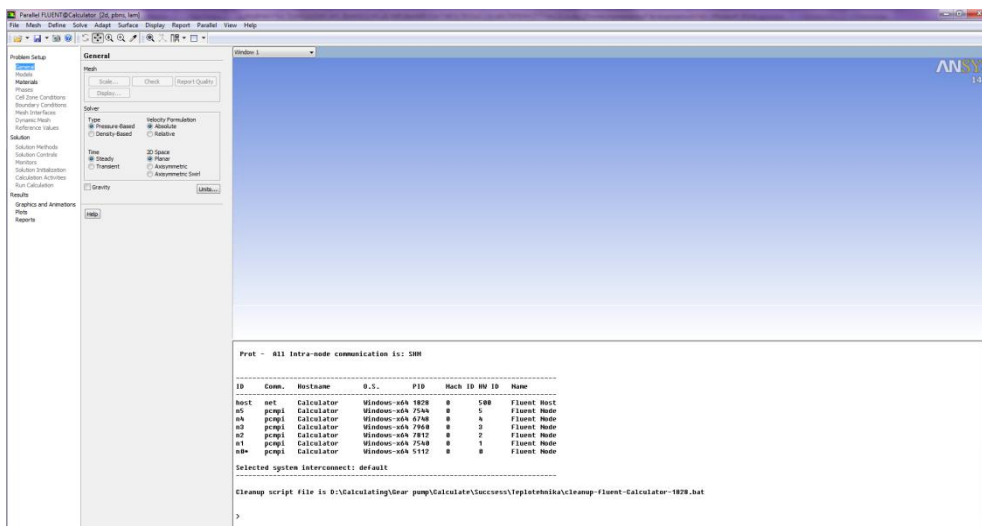 Parallel FLUENT@Calculator [2d, pbns, lam]
File Mesh Define Solve Adapt Surface Display Report Parallel View Help
Problem Setup
General
Models
Materials
Phases
Cell Zone Conditions
Boundary Conditions
Mesh Interfaces
Dynamic Mesh
Reference Values
Solution
Solution Methods
Solution Controls
Monitors
Solution Initialization
Calculation Activities
Run Calculation
Results
Graphics and Animations
Plots
Reports
General
Mesh
Scale... Check Report Quality
Display...
Solver
Type Velocity Formulation
Pressure-Based Absolute
Density-Based Relative
Time 2D Space
Steady Planar
Transient Axisymmetric
Axisymmetric Swirl
Gravity Units...
Help
Window 1
ANSYS
14
Prot - All Intra-node communication is: SHM
ID Comm. Hostname O.S. PID Mach ID HW ID Name
host net Calculator Windows-x64 1028 0 500 Fluent Host
n5 pcmpi Calculator Windows-x64 7544 0 5 Fluent Node
n4 pcmpi Calculator Windows-x64 6740 0 4 Fluent Node
n3 pcmpi Calculator Windows-x64 7960 0 3 Fluent Node
n2 pcmpi Calculator Windows-x64 7012 0 2 Fluent Node
n1 pcmpi Calculator Windows-x64 7540 0 1 Fluent Node
n0* pcmpi Calculator Windows-x64 5112 0 0 Fluent Node
Selected system interconnect: default
Cleanup script file is D:\Calculating\Gear pump\Calculate\Succsess\Teplotehnika\cleanup-fluent-Calculator-1028.bat
>